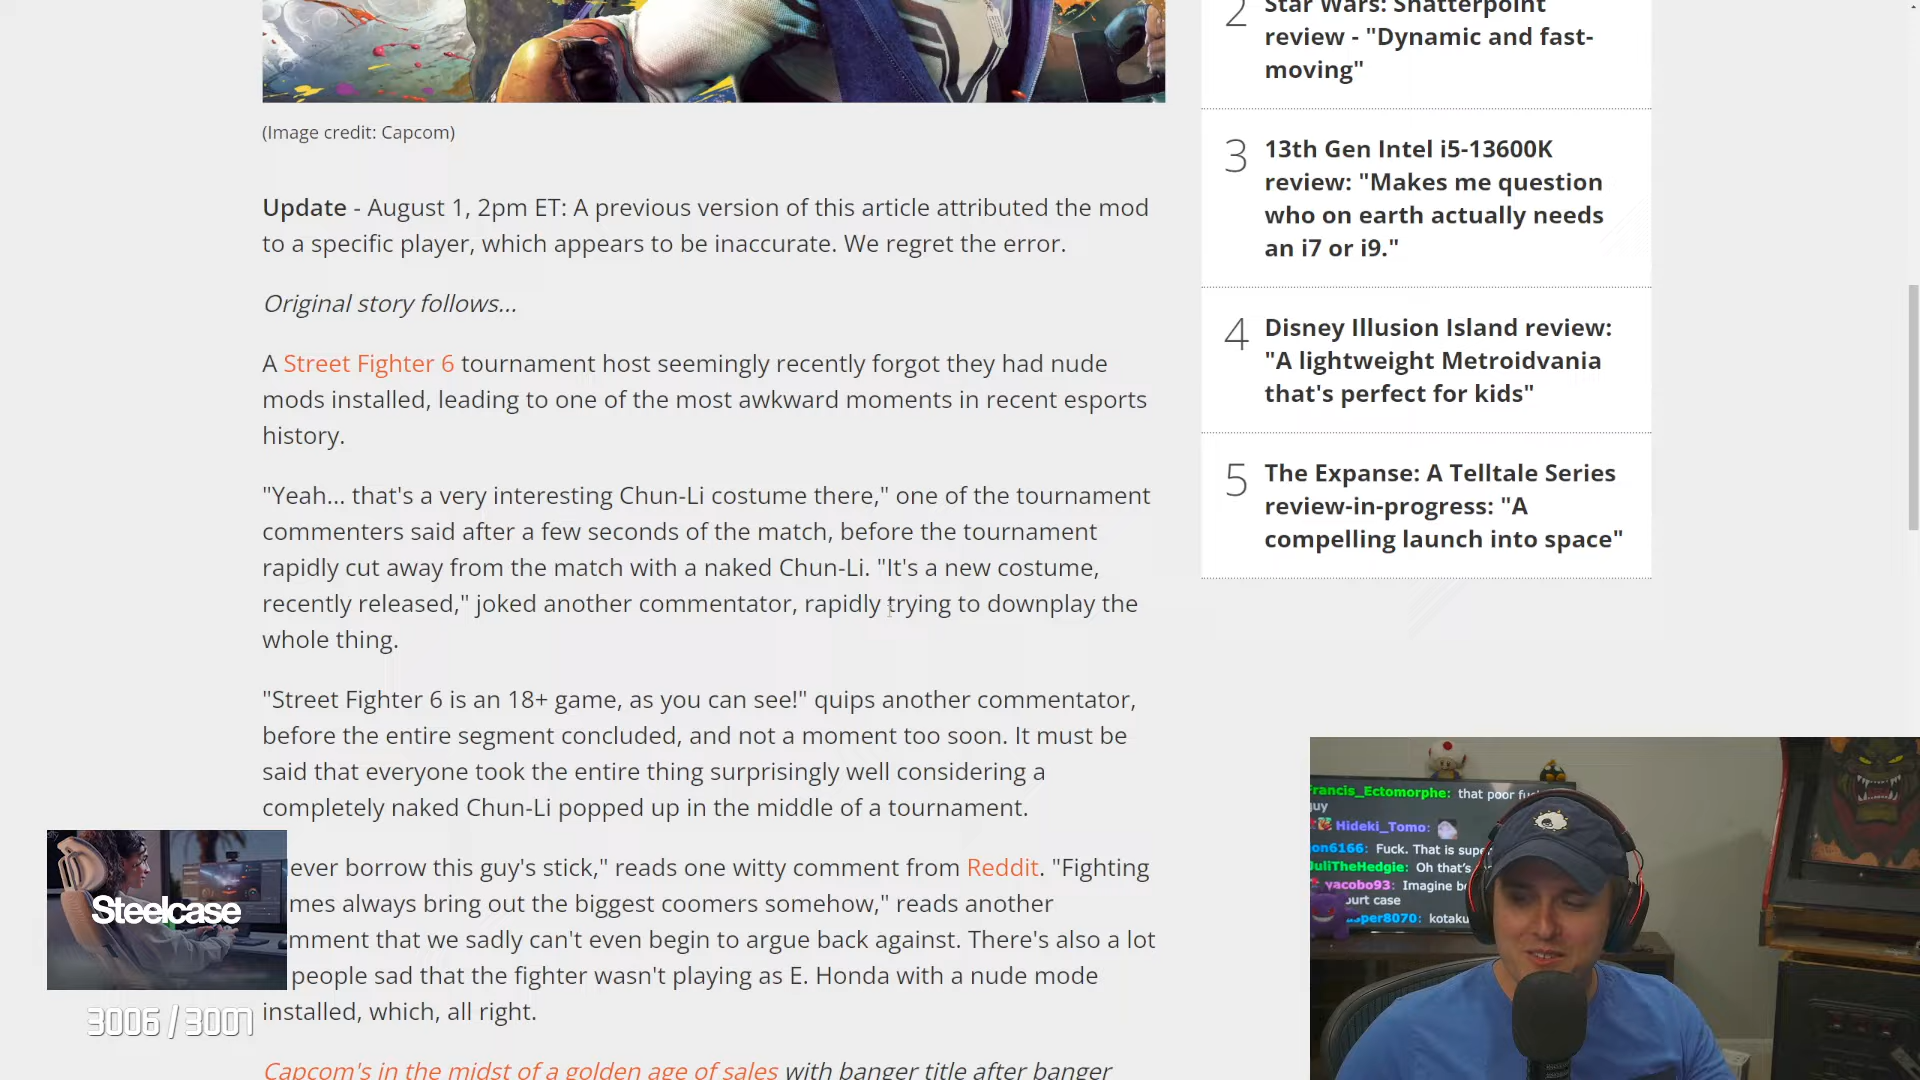 (Image credit: Capcom)
Update - August 1, 2pm ET: A previous version of this article attributed the mod
to a specific player, which appears to be inaccurate. We regret the error.
Original story follows...
A Street Fighter 6 tournament host seemingly recently forgot they had nude
mods installed, leading to one of the most awkward moments in recent esports
history.
"Yeah... that's a very interesting Chun-Li costume there," one of the tournament
commenters said after a few seconds of the match, before the tournament
rapidly cut away from the match with a naked Chun-Li. "It's a new costume,
recently released," joked another commentator, rapidly trying to downplay the
whole thing.
"Street Fighter 6 is an 18+ game, as you can see!" quips another commentator,
before the entire segment concluded, and not a moment too soon. It must be
said that everyone took the entire thing surprisingly well considering a
completely naked Chun-Li popped up in the middle of a tournament.
ever borrow this guy's stick," reads one witty comment from Reddit. "Fighting
mes always bring out the biggest coomers somehow," reads another
mment that we sadly can't even begin to argue back against. There's also a lot
people sad that the fighter wasn't playing as E. Honda with a nude mode
installed, which, all right.
Capcom's in the midst of a golden age of sales with banger title after banger
2 Star Wars: Shatterpoint
review - "Dynamic and fast-
moving"
3 13th Gen Intel i5-13600K
review: "Makes me question
who on earth actually needs
an i7 or i9."
4 Disney Illusion Island review:
"A lightweight Metroidvania
that's perfect for kids"
5 The Expanse: A Telltale Series
review-in-progress: "A
compelling launch into space"
Steelcase
3006 / 3007
Francis_Ectomorphe: that poor
guy
Hideki_Tomo:
on6166: Fuck. That is
JuliTheHedgie: Oh that's
yacobo93: Imagine
ourt case
sper8070: